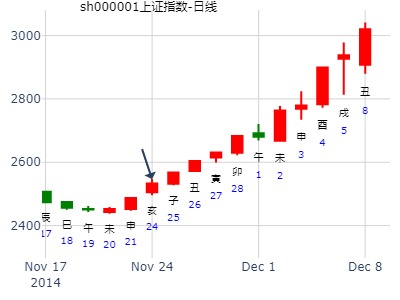 sh000001上证指数-日线
3000
2800
2600
2400
辰
17
巳
18
午
19
未
20
申
21
亥
24
子
25
丑
26
寅
27
卯
28
午
1
未
2
申
3
酉
4
戌
5
丑
8
Nov 17
2014
Nov 24
Dec 1
Dec 8